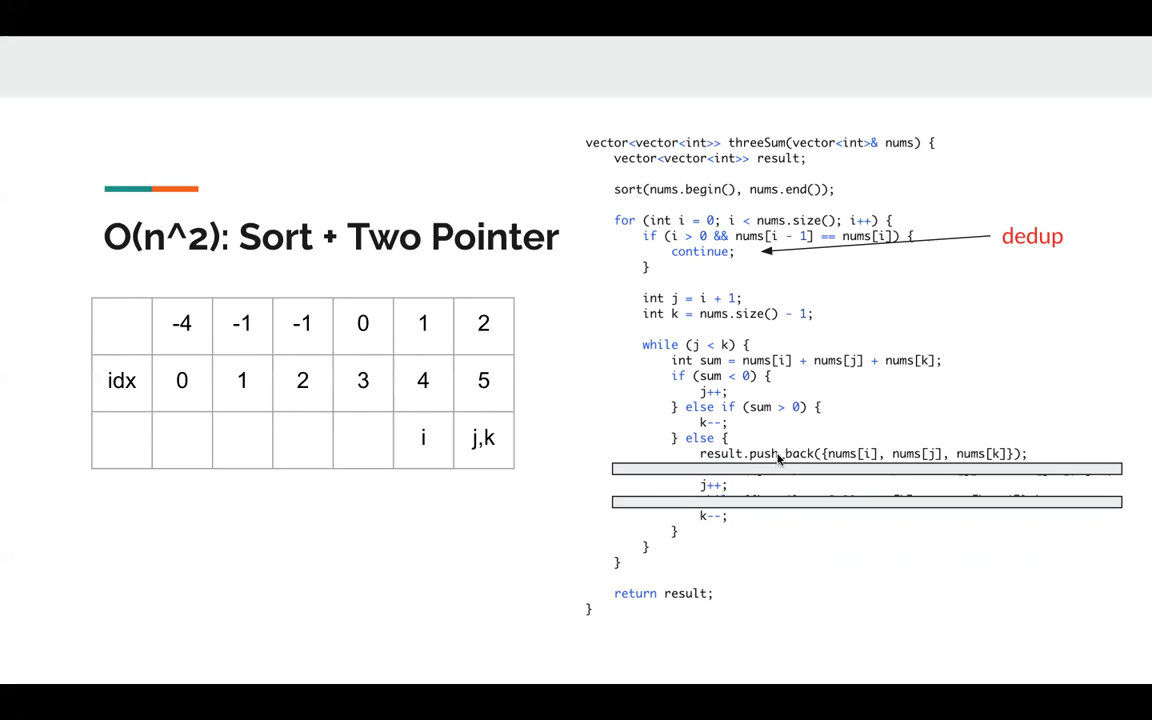 O(n^2): Sort + Two Pointer
-4 -1 -1 0 1 2
idx 0 1 2 3 4 5
i j,k
vector<vector<int>> threeSum(vector<int>& nums) {
vector<vector<int>> result;
sort(nums.begin(), nums.end());
for (int i = 0; i < nums.size(); i++) {
if (i > 0 && nums[i - 1] == nums[i]) {
dedup
continue;
}
int j = i + 1;
int k = nums.size() - 1;
while (j < k) {
int sum = nums[i] + nums[j] + nums[k];
if (sum < 0) {
j++;
} else if (sum > 0) {
k--;
} else {
result.push_back({nums[i], nums[j], nums[k]});
j++;
k--;
}
}
}
return result;
}